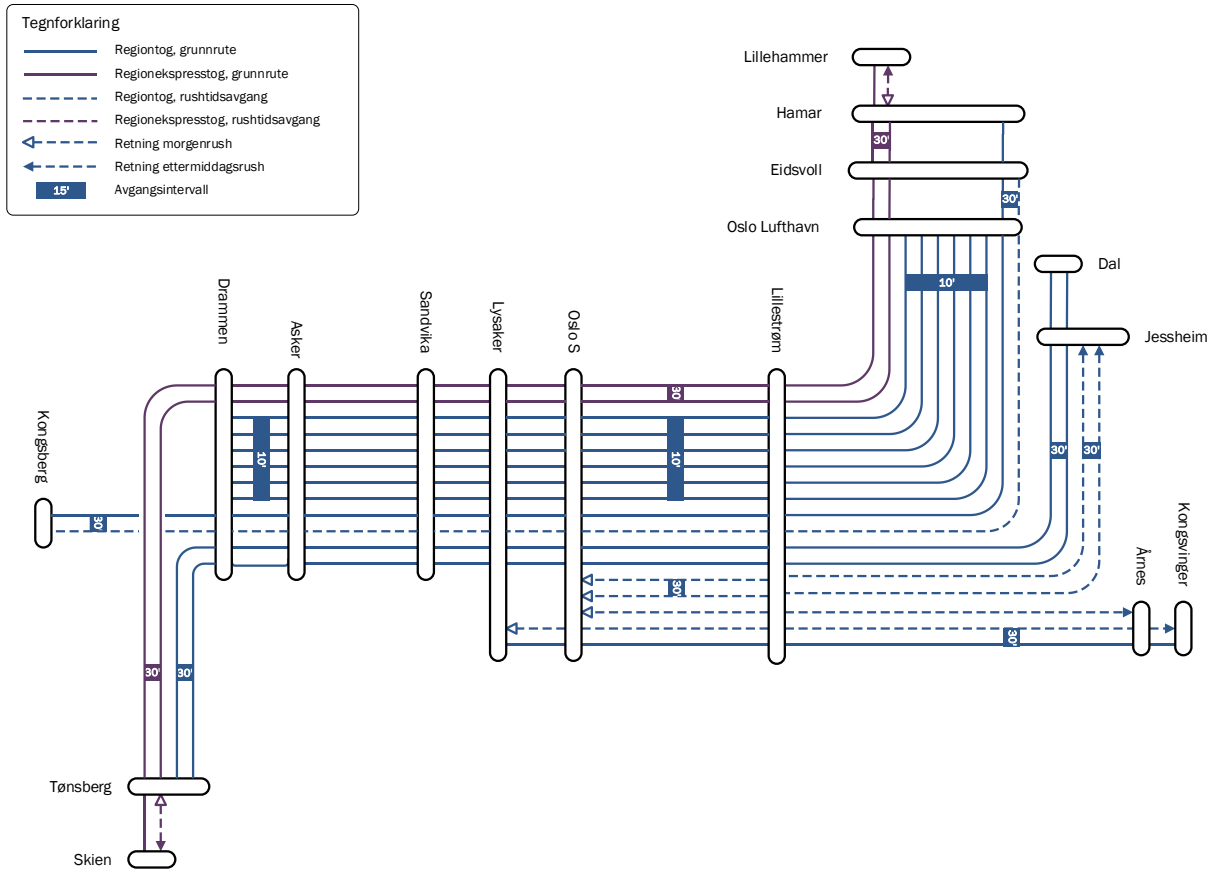 Tegnforklaring
Regiontog, grunnrute
Regionekspresstog, grunnrute
Regiontog, rushtidsavgang
Regionekspresstog, rushtidsavgang
Retning morgenrush
Retning ettermiddagsrush
15'
Avgangsintervall
Lillehammer
Hamar
30'
Eidsvoll
30'
Oslo Lufthavn
Dal
10'
Jessheim
Drammen
Asker
Sandvika
Lysaker
Oslo S
Lillestrøm
30'
Kongsberg
10'
10'
30'
30'
30'
Kongsvinger
Årnes
30'
30'
30'
30'
Tønsberg
Skien